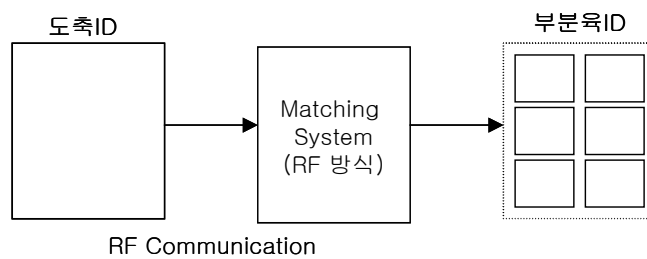 도축ID
부분육ID
Matching
System
(RF 방식)
RF Communication